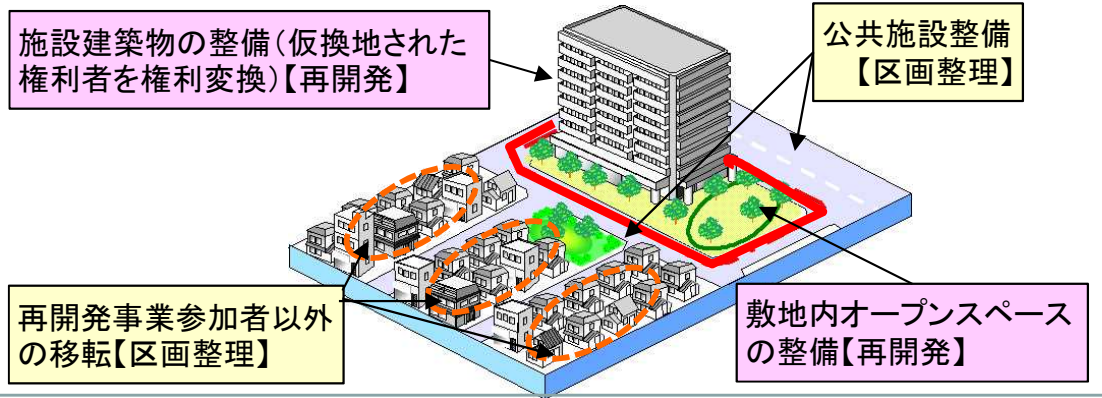 施設建築物の整備(仮換地された
権利者を権利変換)【再開発】
公共施設整備
【区画整理】
再開発事業参加者以外
の移転【区画整理】
敷地内オープンスペース
の整備【再開発】